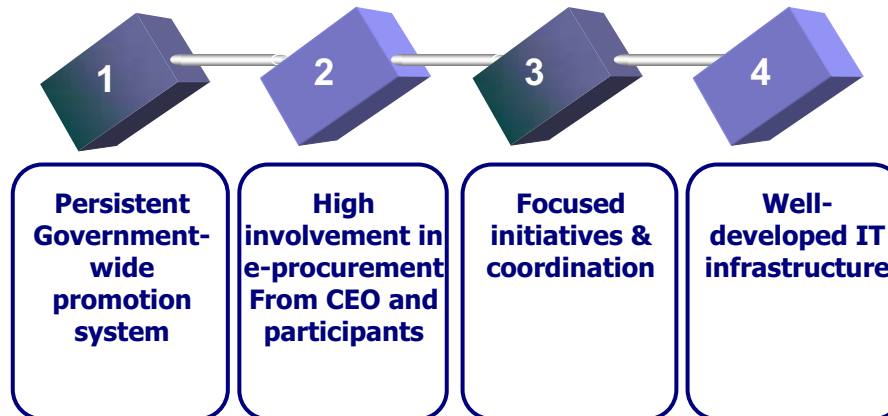 1
2
3
4
Persistent
Government-
wide
promotion
system
High
involvement in
e-procurement
From CEO and
participants
Focused
initiatives &
coordination
Well-
developed IT
infrastructure